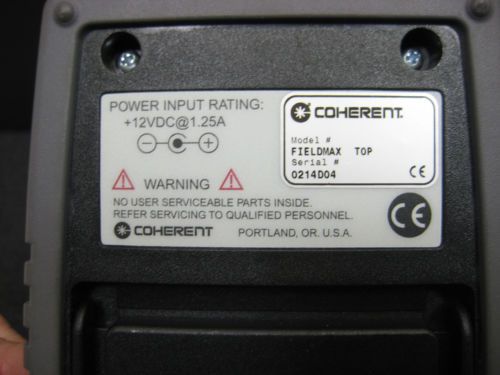 POWER INPUT RATING:
+12VDC@1.25A
WARNING
NO USER SERVICEABLE PARTS INSIDE.
REFER SERVICING TO QUALIFIED PERSONNEL.
COHERENT PORTLAND, OR. U.S.A.
COHERENT.
Model #
FIELDMAX TOP
Serial #
0214D04
CE
CE